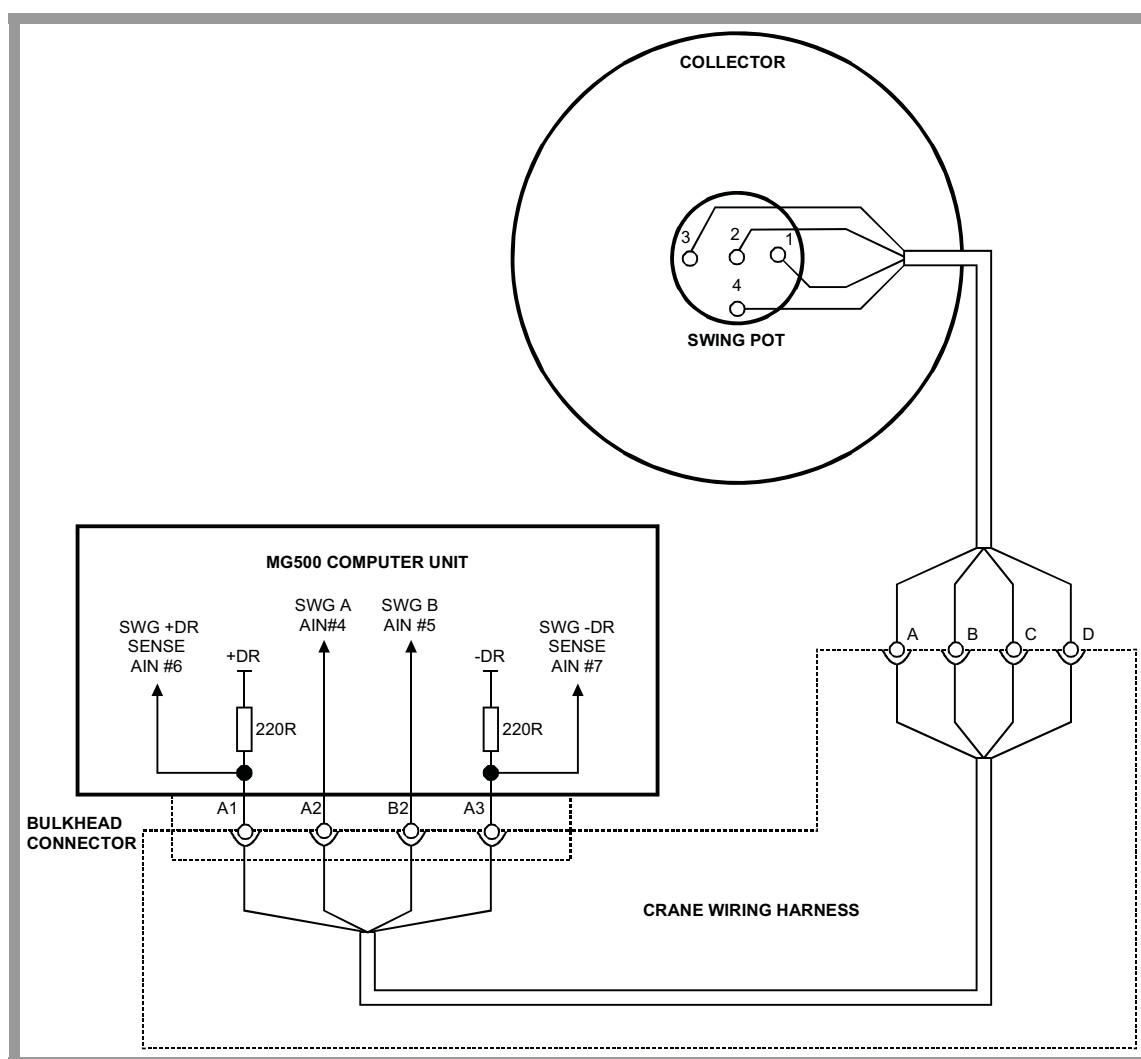 COLLECTOR
3
2
1
4
SWING POT
MG500 COMPUTER UNIT
SWG +DR
SENSE
AIN #6
+DR
SWG A
AIN#4
SWG B
AIN #5
-DR
SWG -DR
SENSE
AIN #7
220R
220R
A
B
C
D
A1
A2
B2
A3
BULKHEAD
CONNECTOR
CRANE WIRING HARNESS